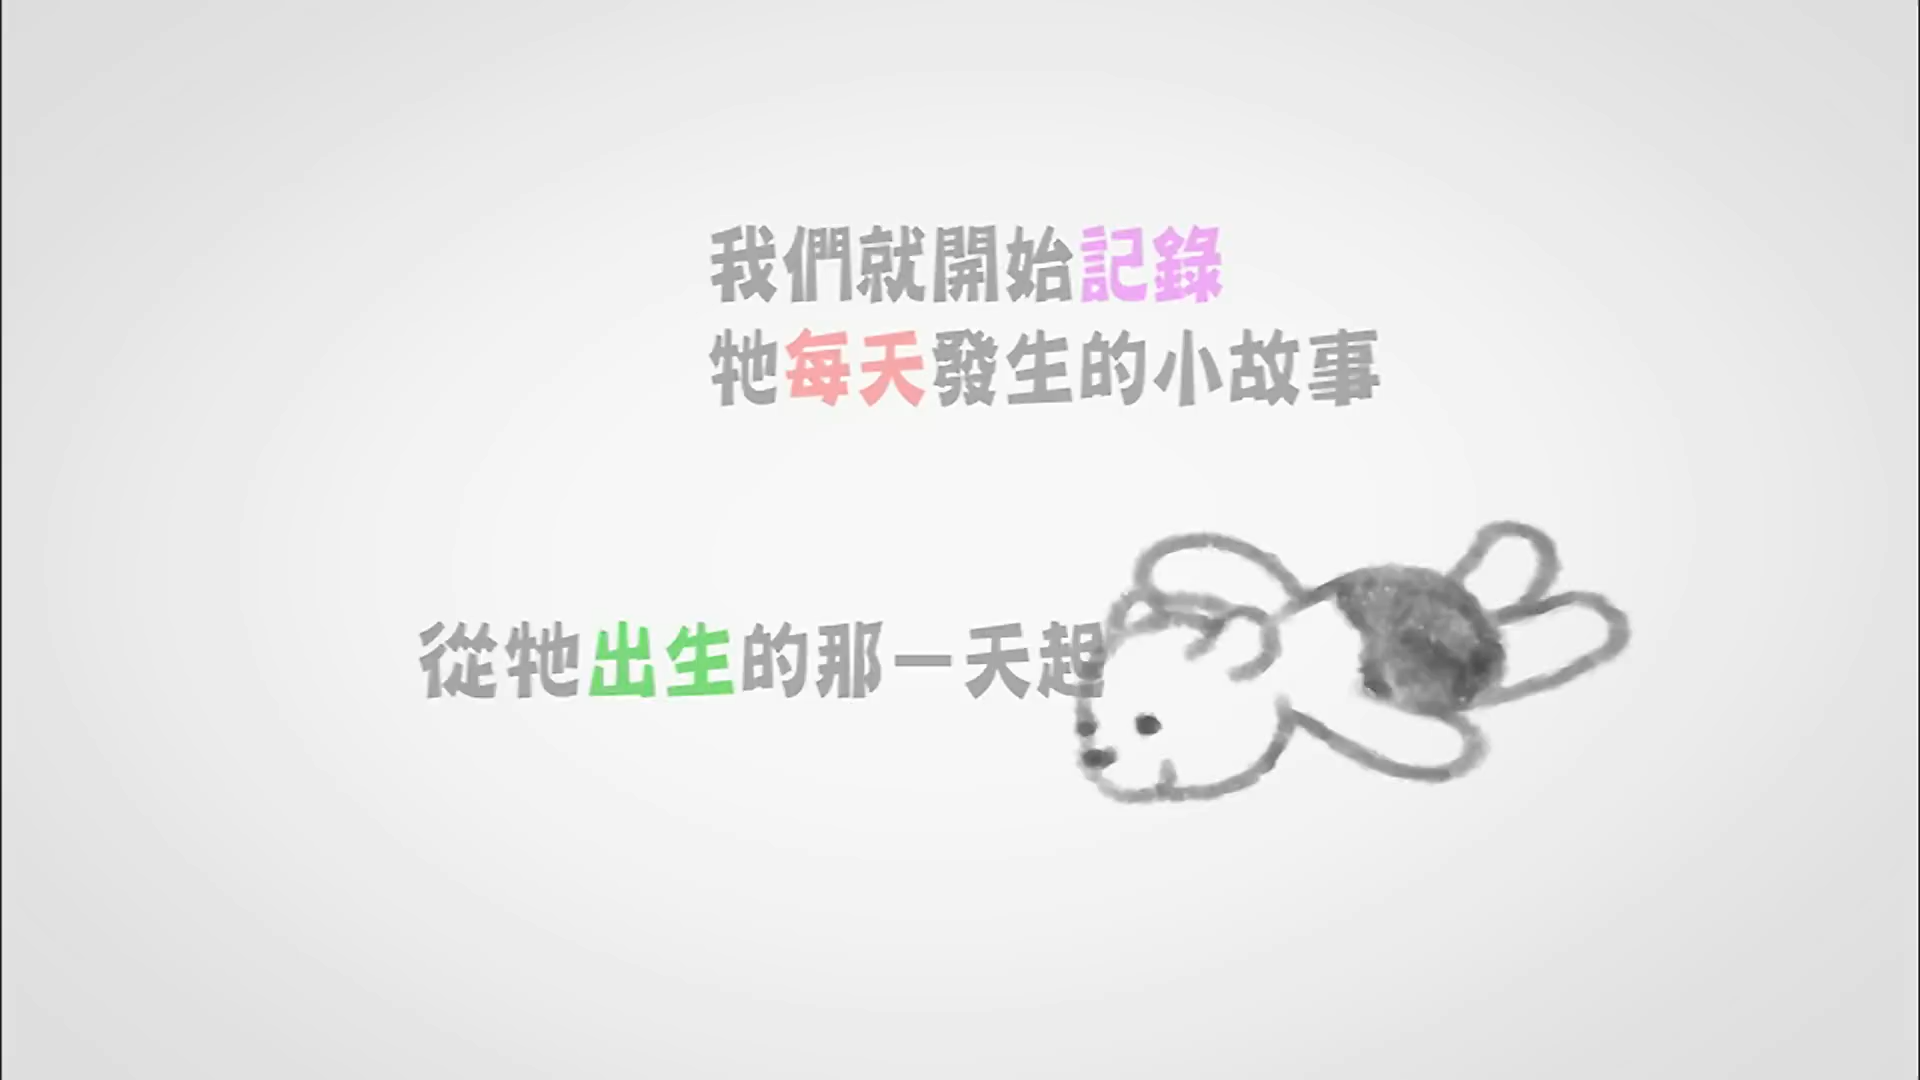 我們就開始記錄
牠每天發生的小故事
從牠出生的那一天起